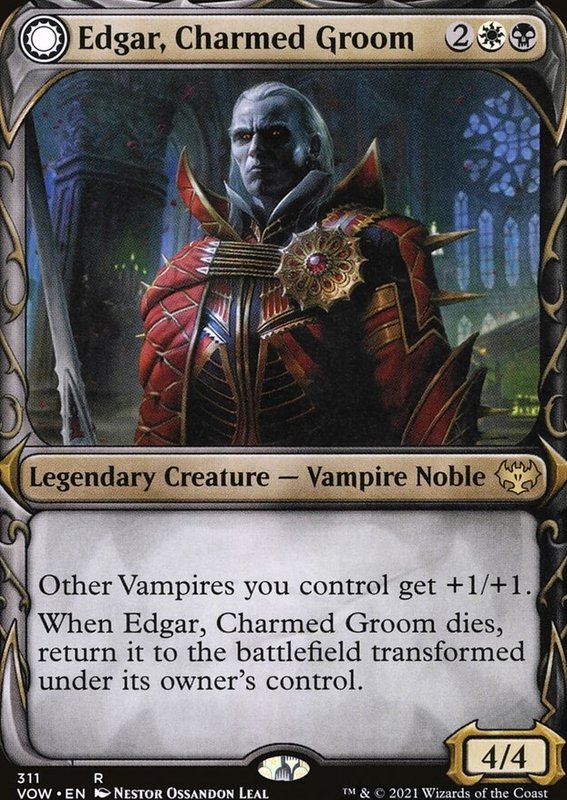 Edgar, Charmed Groom 2
Legendary Creature — Vampire Noble
Other Vampires you control get +1/+1.
When Edgar, Charmed Groom dies,
return it to the battlefield transformed
under its owner's control.
4/4
311 R
VOW • EN Nestor Ossandon Leal
™ & © 2021 Wizards of the Coast